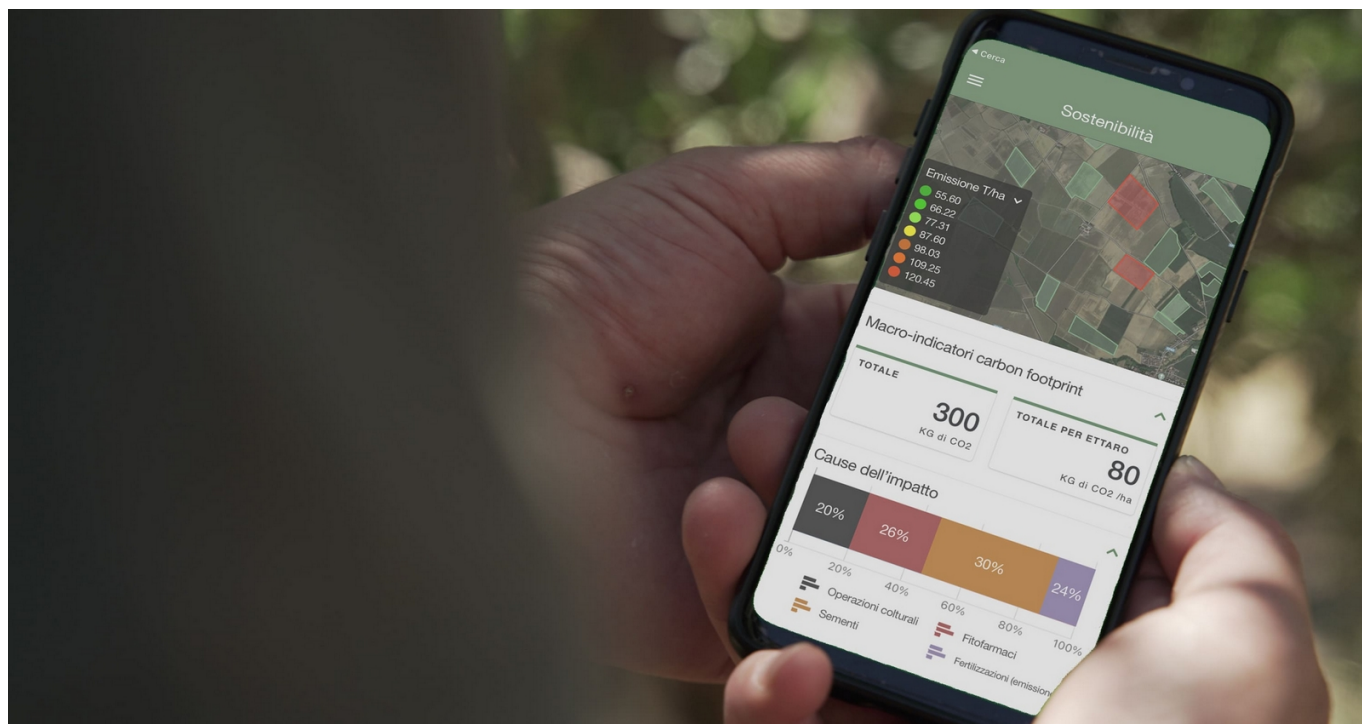 Cerca
Sostenibilità
Emissione T/ha
55.60
66.22
77.31
87.60
98.03
109.25
120.45
Macro-indicatori carbon footprint
TOTALE
300
KG di CO2
TOTALE PER ETTARO
80
KG di CO2 /ha
Cause dell'impatto
20%
26%
30%
24%
0%
20%
40%
60%
80%
100%
Operazioni colturali
Fitofarmaci
Sementi
Fertilizzazioni (emissione